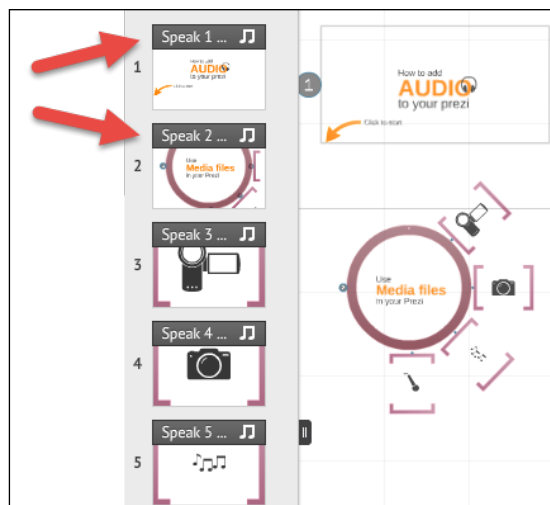 Speak 1 ...
1
How to add
AUDIO
to your prezi
Click to start
Speak 2 ...
2
Use
Media files
in your Prezi
Speak 3 ...
3
Speak 4 ...
4
Speak 5 ...
5
1
How to add
AUDIO
to your prezi
Click to start
Use
Media files
in your Prezi